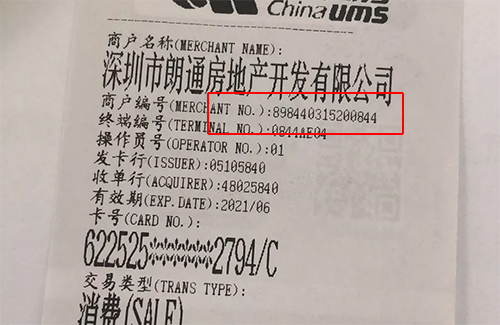 China ums
商户名称(MERCHANT NAME):
深圳市朗通房地产开发有限公司
商户编号(MERCHANT NO.):898440315200844
终端编号(TERMINAL NO.):0844AE04
操作员号(OPERATOR NO.):01
发卡行(ISSUER):05105840
收单行(ACQUIRER):48025840
有效期(EXP.DATE):2021/06
卡号(CARD NO.):
622525******2794/C
交易类型(TRANS TYPE):
消费(SALE)